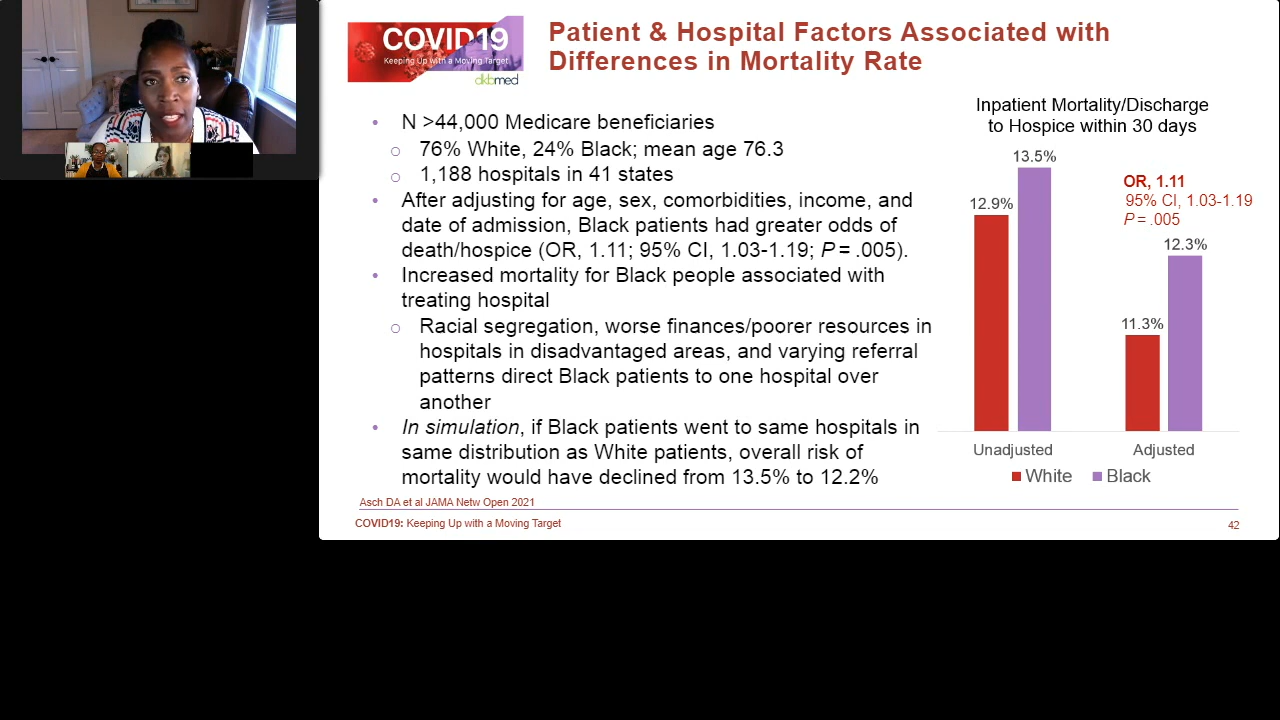 COVID19
Keeping Up with a Moving Target
dkbmed
Patient & Hospital Factors Associated with
Differences in Mortality Rate
• N >44,000 Medicare beneficiaries
o 76% White, 24% Black; mean age 76.3
o 1,188 hospitals in 41 states
• After adjusting for age, sex, comorbidities, income, and
date of admission, Black patients had greater odds of
death/hospice (OR, 1.11; 95% CI, 1.03-1.19; P = .005).
• Increased mortality for Black people associated with
treating hospital
o Racial segregation, worse finances/poorer resources in
hospitals in disadvantaged areas, and varying referral
patterns direct Black patients to one hospital over
another
• In simulation, if Black patients went to same hospitals in
same distribution as White patients, overall risk of
mortality would have declined from 13.5% to 12.2%
Inpatient Mortality/Discharge
to Hospice within 30 days
13.5%
12.9%
OR, 1.11
95% CI, 1.03-1.19
P = .005
12.3%
11.3%
Unadjusted
Adjusted
White
Black
Asch DA et al JAMA Netw Open 2021
COVID19: Keeping Up with a Moving Target
42